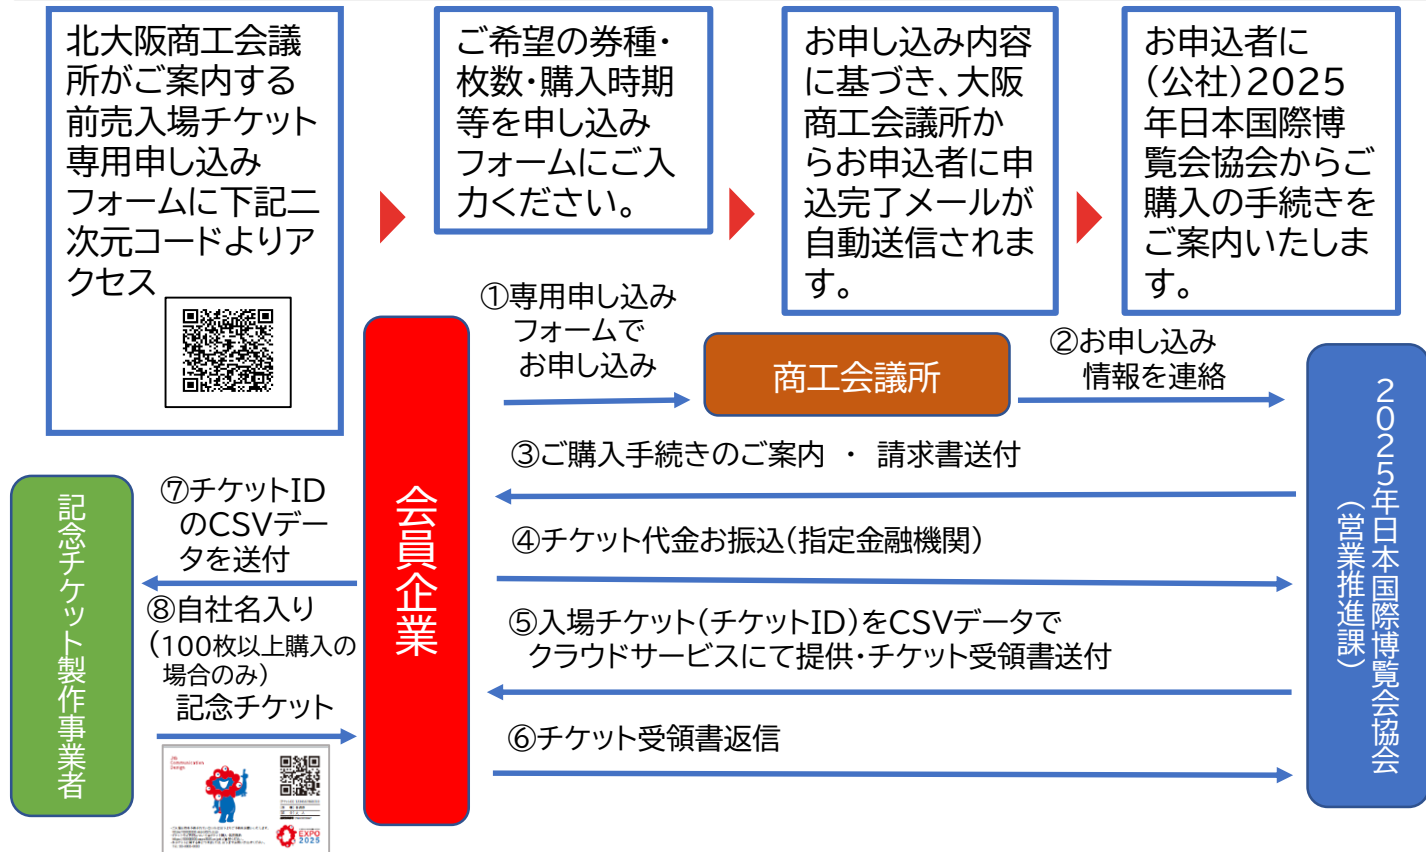 北大阪商工会議
所がご案内する
前売入場チケット
専用申し込み
フォームに下記二
次元コードよりア
クセス
ご希望の券種・
枚数・購入時期
等を申し込み
フォームにご入
力ください。
お申し込み内容
に基づき、大阪
商工会議所か
らお申込者に申
込完了メールが
自動送信されま
す。
お申込者に
(公社)2025
年日本国際博
覧会協会からご
購入の手続きを
ご案内いたしま
す。
①専用申し込み
フォームで
お申し込み
商工会議所
②お申し込み
情報を連絡
③ご購入手続きのご案内 ・ 請求書送付
④チケット代金お振込(指定金融機関)
⑤入場チケット(チケットID)をCSVデータで
クラウドサービスにて提供・チケット受領書送付
⑥チケット受領書返信
会員企業
2025年日本国際博覧会協会
(営業推進課)
記念チケット製作事業者
⑦チケットID
のCSVデー
タを送付
⑧自社名入り
(100枚以上購入の
場合のみ)
記念チケット
EXPO
2025